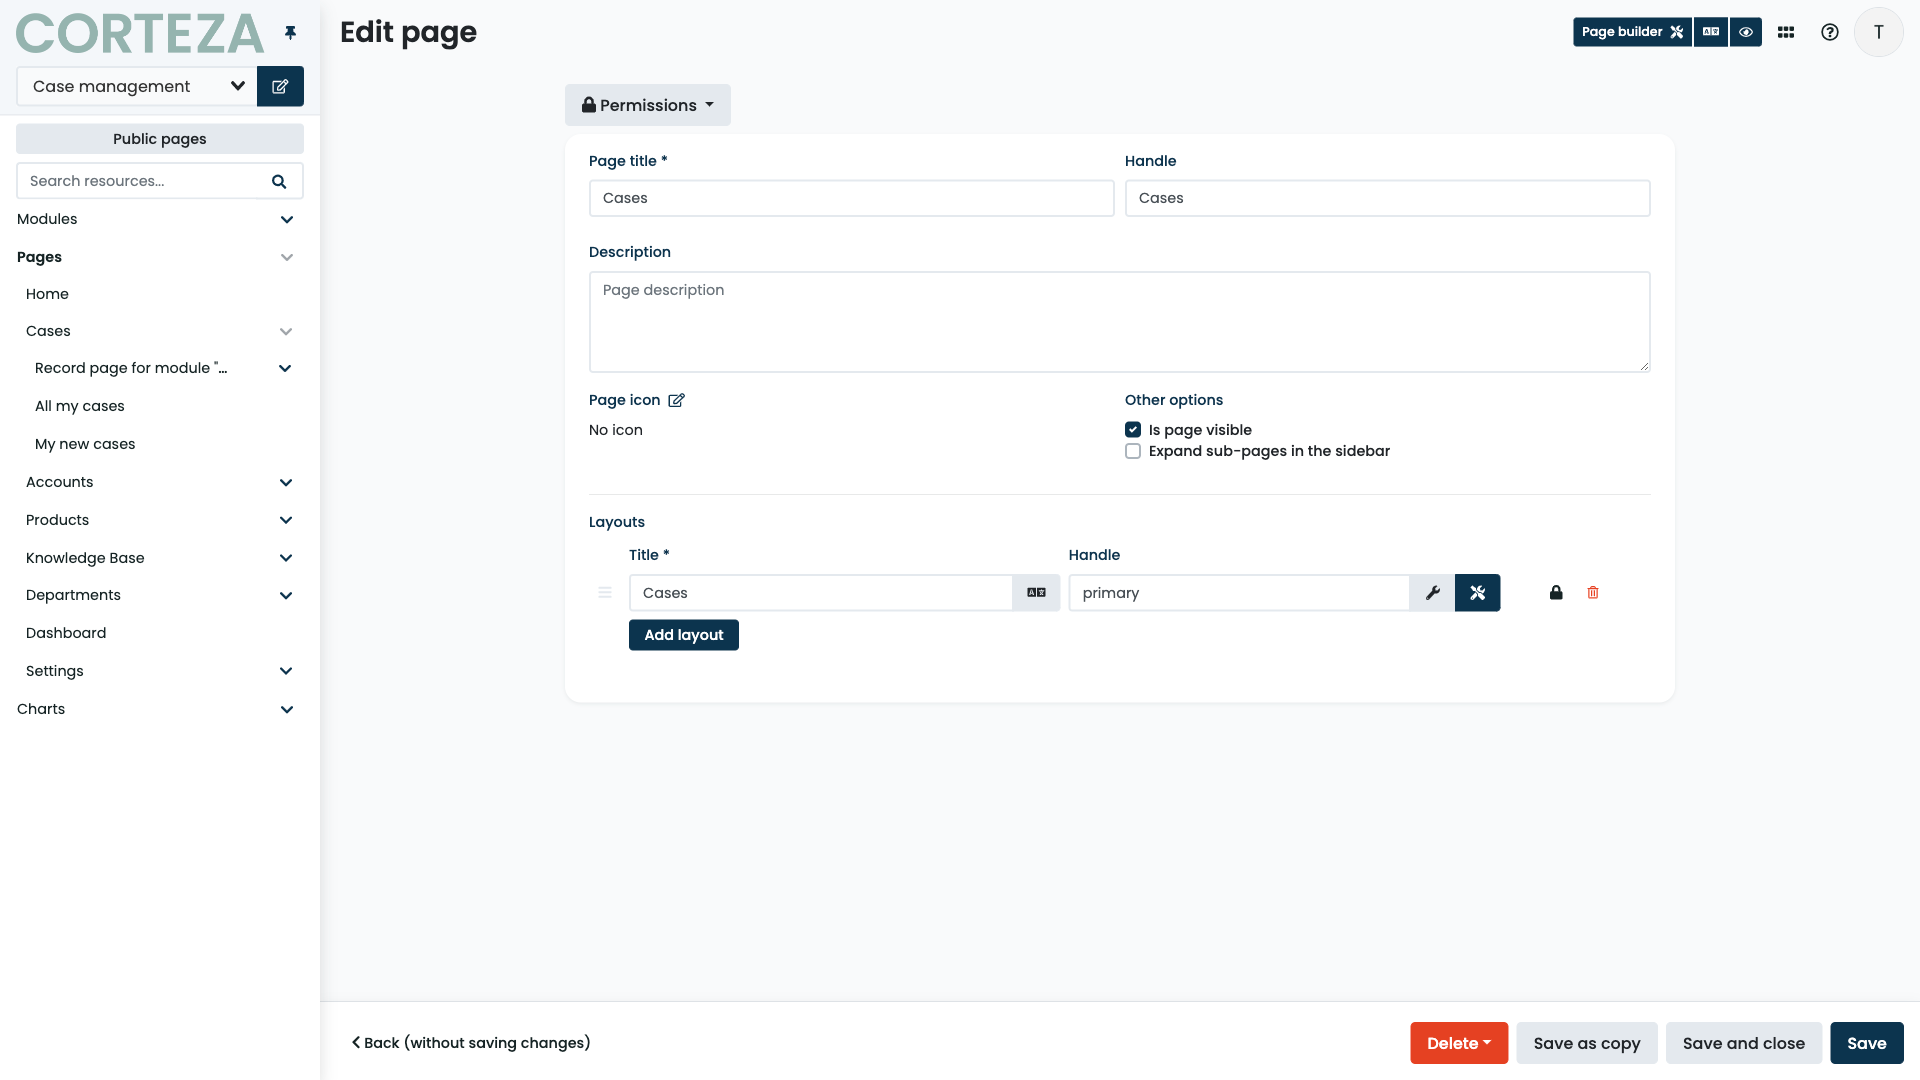 CORTEZA
Edit page
Page builder
T
Case management
Public pages
Search resources...
Modules
Pages
Home
Cases
Record page for module "...
All my cases
My new cases
Accounts
Products
Knowledge Base
Departments
Dashboard
Settings
Charts
Permissions
Page title *
Handle
Cases
Cases
Description
Page description
Page icon
No icon
Other options
Is page visible
Expand sub-pages in the sidebar
Layouts
Title *
Handle
Cases
primary
Add layout
Back (without saving changes)
Delete
Save as copy
Save and close
Save